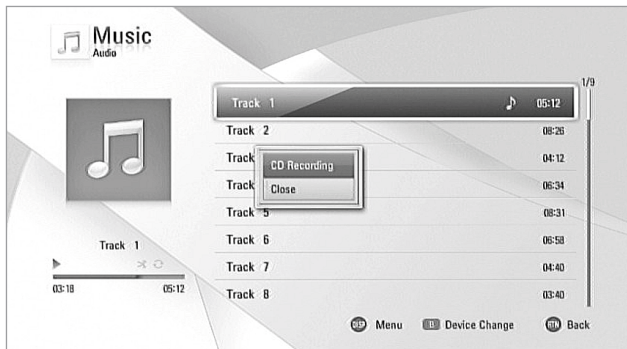 Music
Audio
1/9
Track 1 05:12
Track 2 08:26
Track 04:12
CD Recording
Track 06:34
Close
Track 5 08:31
Track 6 06:58
Track 7 04:40
Track 8 03:40
Track 1
03:18 05:12
DISP Menu B Device Change RTN Back